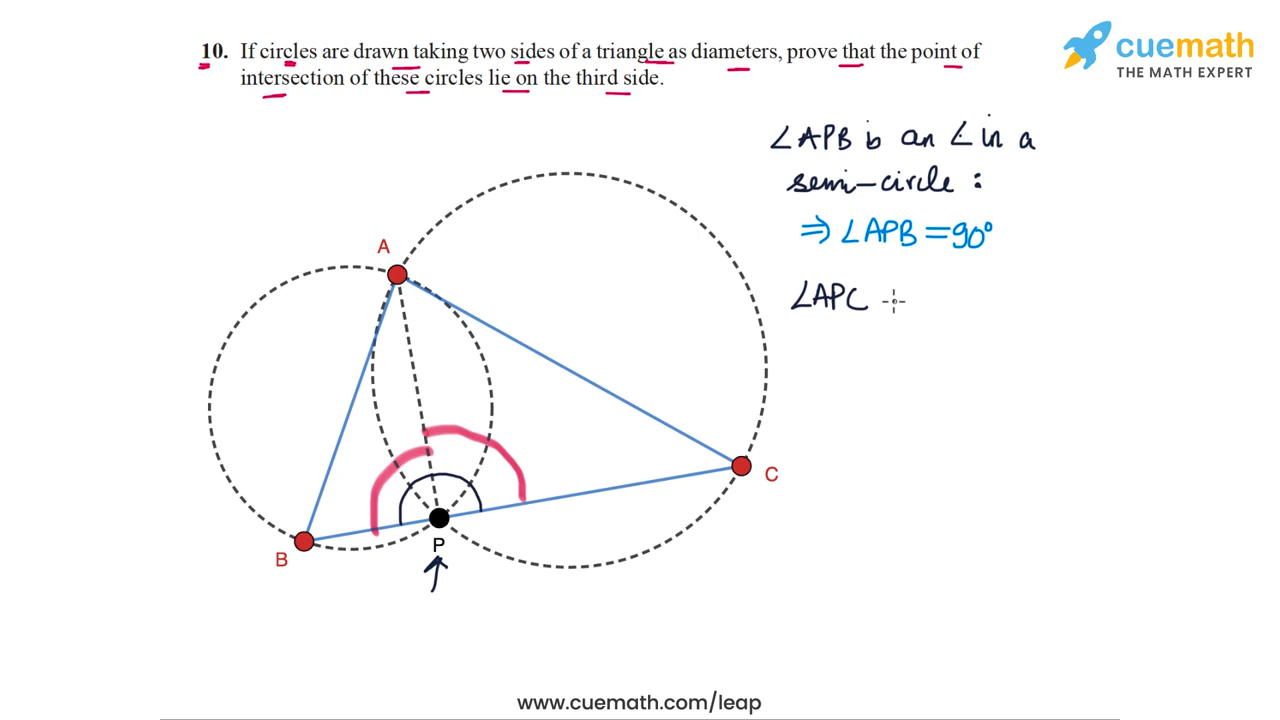 10. If circles are drawn taking two sides of a triangle as diameters, prove that the point of
intersection of these circles lie on the third side.
cuemath
THE MATH EXPERT
∠APB is an ∠ in a
semi-circle :
⇒ ∠APB = 90°
∠APC
A
B
P
C
www.cuemath.com/leap